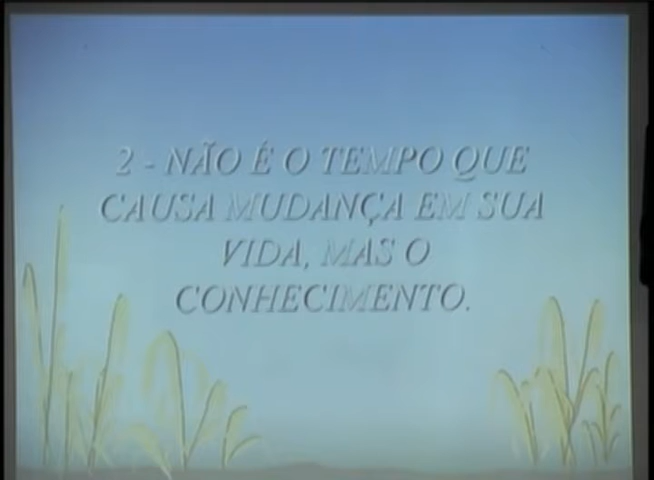 2 - NÃO É O TEMPO QUE
CAUSA MUDANÇA EM SUA
VIDA, MAS O
CONHECIMENTO.